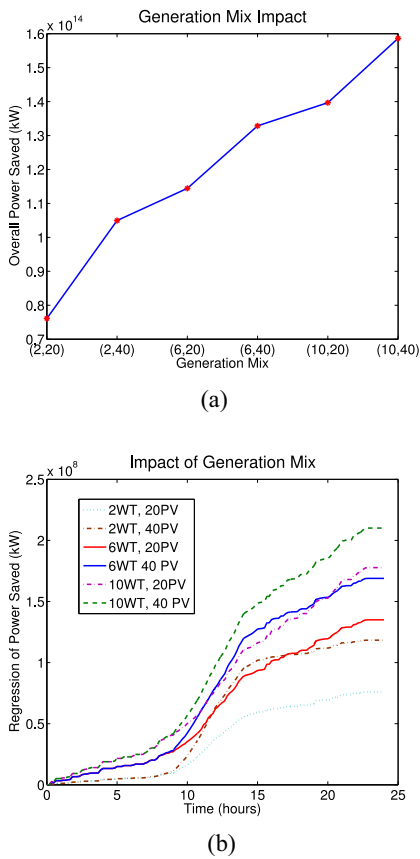 Generation Mix Impact
x 10^14
Overall Power Saved (kW)
1.6
1.5
1.4
1.3
1.2
1.1
1
0.9
0.8
0.7
(2,20) (2,40) (6,20) (6,40) (10,20) (10,40)
Generation Mix
(a)
Impact of Generation Mix
x 10^8
Regression of Power Saved (kW)
2.5
2
1.5
1
0.5
0
2WT, 20PV
2WT, 40PV
6WT, 20PV
6WT 40 PV
10WT, 20PV
10WT, 40 PV
0 5 10 15 20 25
Time (hours)
(b)